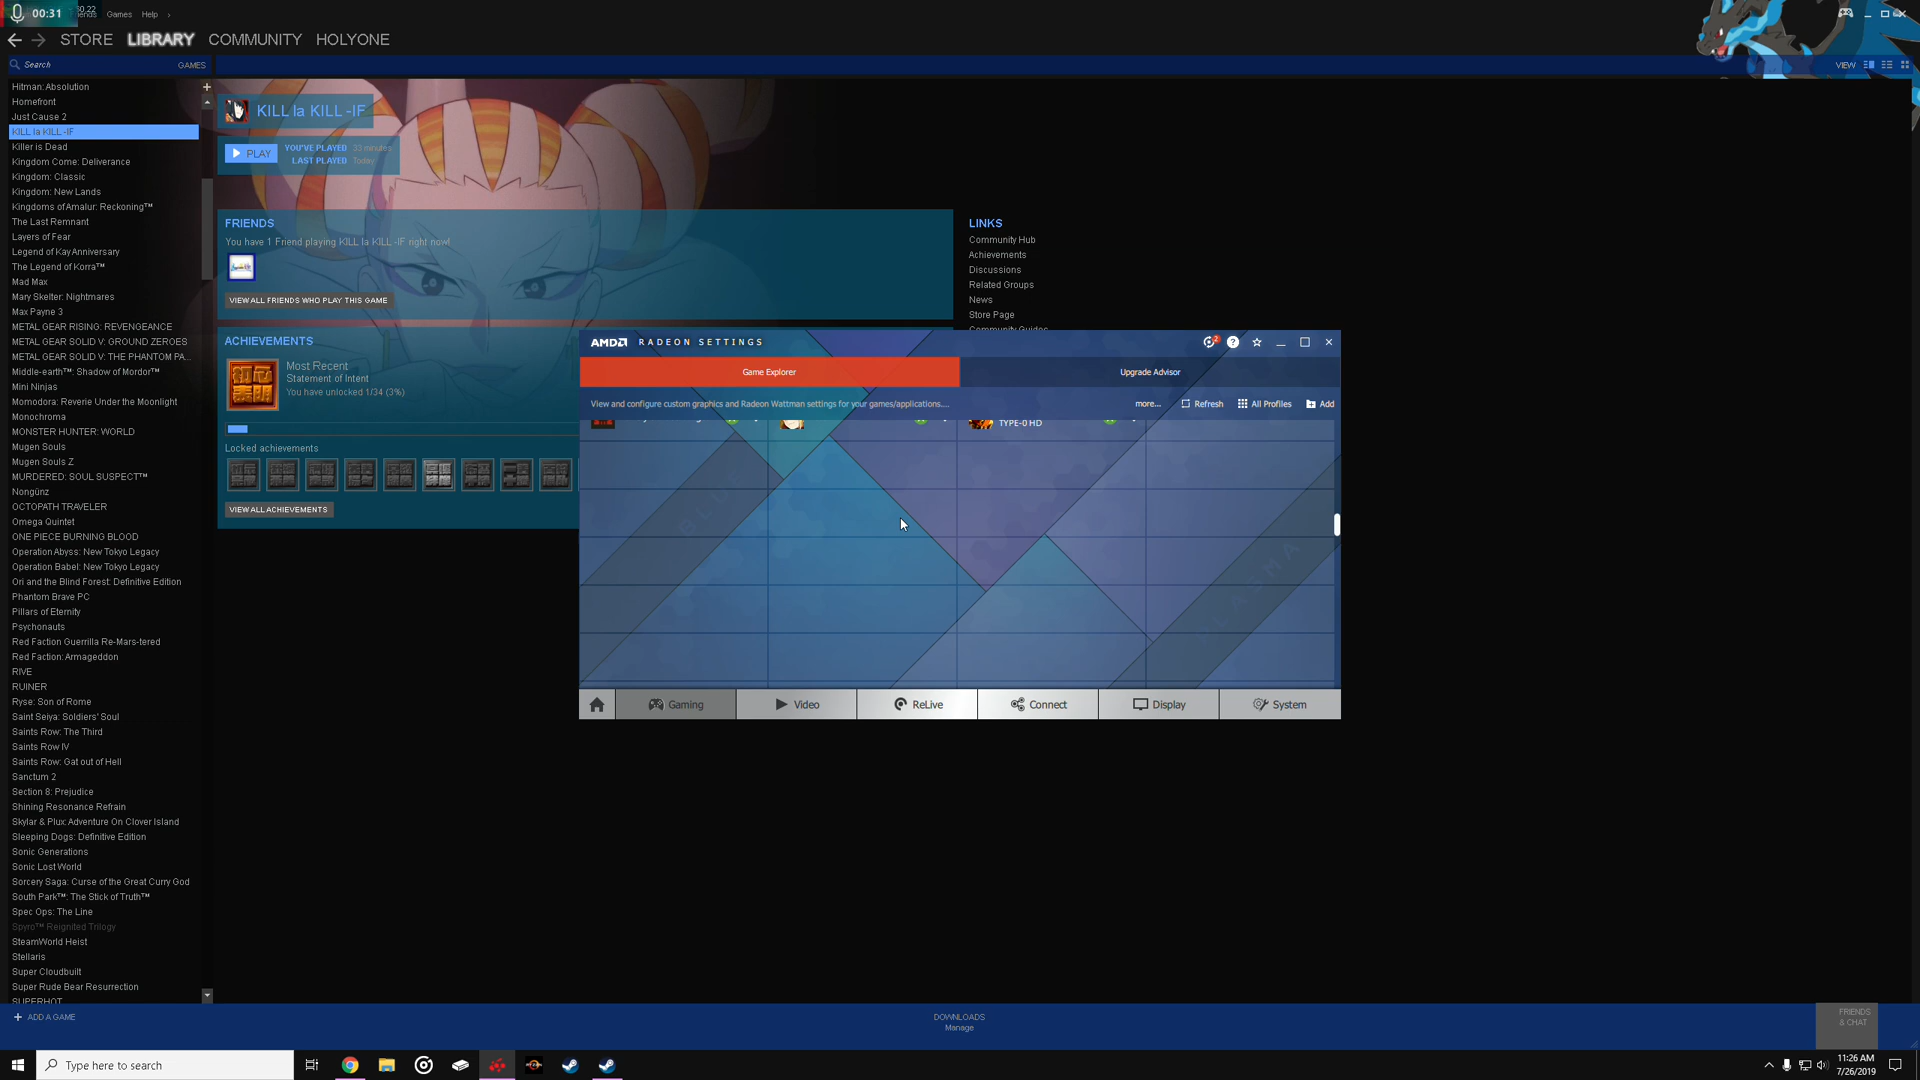 00:31
Games
Help
STORE
LIBRARY
COMMUNITY
HOLYONE
Search
GAMES
VIEW
Hitman: Absolution
Homefront
Just Cause 2
KILL la KILL -IF
Killer is Dead
Kingdom Come: Deliverance
Kingdom: Classic
Kingdom: New Lands
Kingdoms of Amalur: Reckoning™
The Last Remnant
Layers of Fear
Legend of Kay Anniversary
The Legend of Korra™
Mad Max
Mary Skelter: Nightmares
Max Payne 3
METAL GEAR RISING: REVENGEANCE
METAL GEAR SOLID V: GROUND ZEROES
METAL GEAR SOLID V: THE PHANTOM PA...
Middle-earth™: Shadow of Mordor™
Mini Ninjas
Momodora: Reverie Under the Moonlight
Monochroma
MONSTER HUNTER: WORLD
Mugen Souls
Mugen Souls Z
MURDERED: SOUL SUSPECT™
Nongünz
OCTOPATH TRAVELER
Omega Quintet
ONE PIECE BURNING BLOOD
Operation Abyss: New Tokyo Legacy
Operation Babel: New Tokyo Legacy
Ori and the Blind Forest: Definitive Edition
Phantom Brave PC
Pillars of Eternity
Psychonauts
Red Faction Guerrilla Re-Mars-tered
Red Faction: Armageddon
RIVE
RUINER
Ryse: Son of Rome
Saint Seiya: Soldiers' Soul
Saints Row: The Third
Saints Row IV
Saints Row: Gat out of Hell
Sanctum 2
Section 8: Prejudice
Shining Resonance Refrain
Skylar & Plux: Adventure On Clover Island
Sleeping Dogs: Definitive Edition
Sonic Generations
Sonic Lost World
Sorcery Saga: Curse of the Great Curry God
South Park™: The Stick of Truth™
Spec Ops: The Line
Spyro™ Reignited Trilogy
SteamWorld Heist
Stellaris
Super Cloudbuilt
Super Rude Bear Resurrection
SUPERHOT
KILL la KILL -IF
PLAY
YOU'VE PLAYED 33 minutes
LAST PLAYED Today
FRIENDS
You have 1 Friend playing KILL la KILL -IF right now!
VIEW ALL FRIENDS WHO PLAY THIS GAME
ACHIEVEMENTS
Most Recent
Statement of Intent
You have unlocked 1/34 (3%)
Locked achievements
VIEW ALL ACHIEVEMENTS
LINKS
Community Hub
Achievements
Discussions
Related Groups
News
Store Page
Community Guides
AMD RADEON SETTINGS
Game Explorer
Upgrade Advisor
View and configure custom graphics and Radeon Wattman settings for your games/applications....
more...
Refresh
All Profiles
Add
TYPE-0 HD
Gaming
Video
ReLive
Connect
Display
System
ADD A GAME
DOWNLOADS
Manage
FRIENDS
& CHAT
Type here to search
11:26 AM
7/26/2019